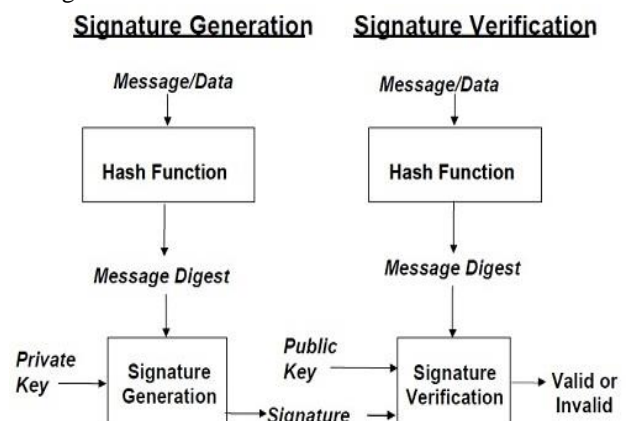 Signature Generation
Message/Data
Hash Function
Message Digest
Private
Key
Signature
Generation
Signature
Signature Verification
Message/Data
Hash Function
Message Digest
Public
Key
Signature
Verification
Valid or
Invalid